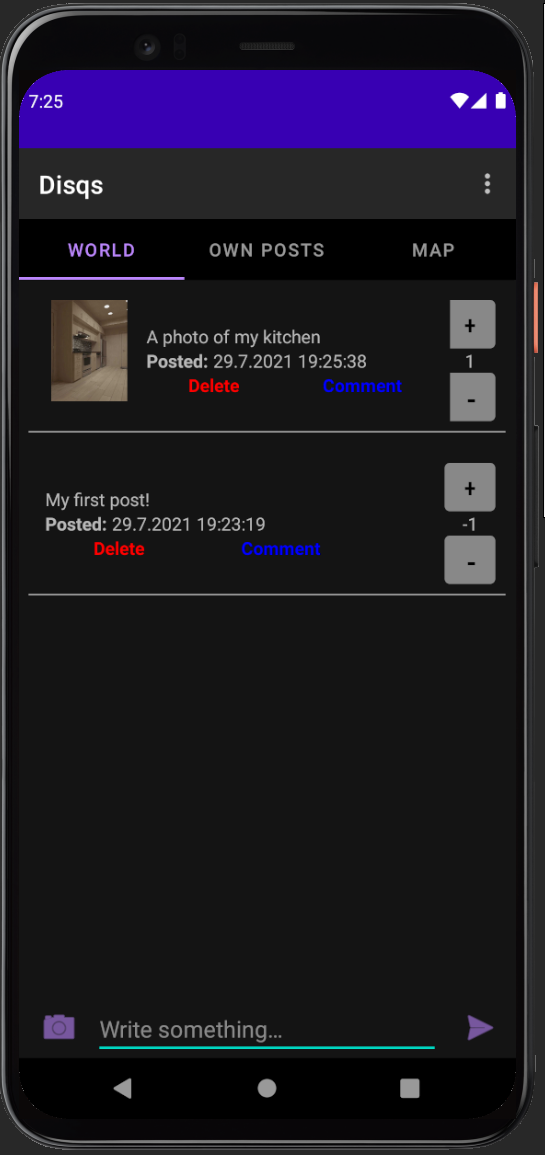 7:25
Disqs
WORLD OWN POSTS MAP
A photo of my kitchen
Posted: 29.7.2021 19:25:38
Delete Comment
+
1
-
My first post!
Posted: 29.7.2021 19:23:19
Delete Comment
+
-1
-
Write something...